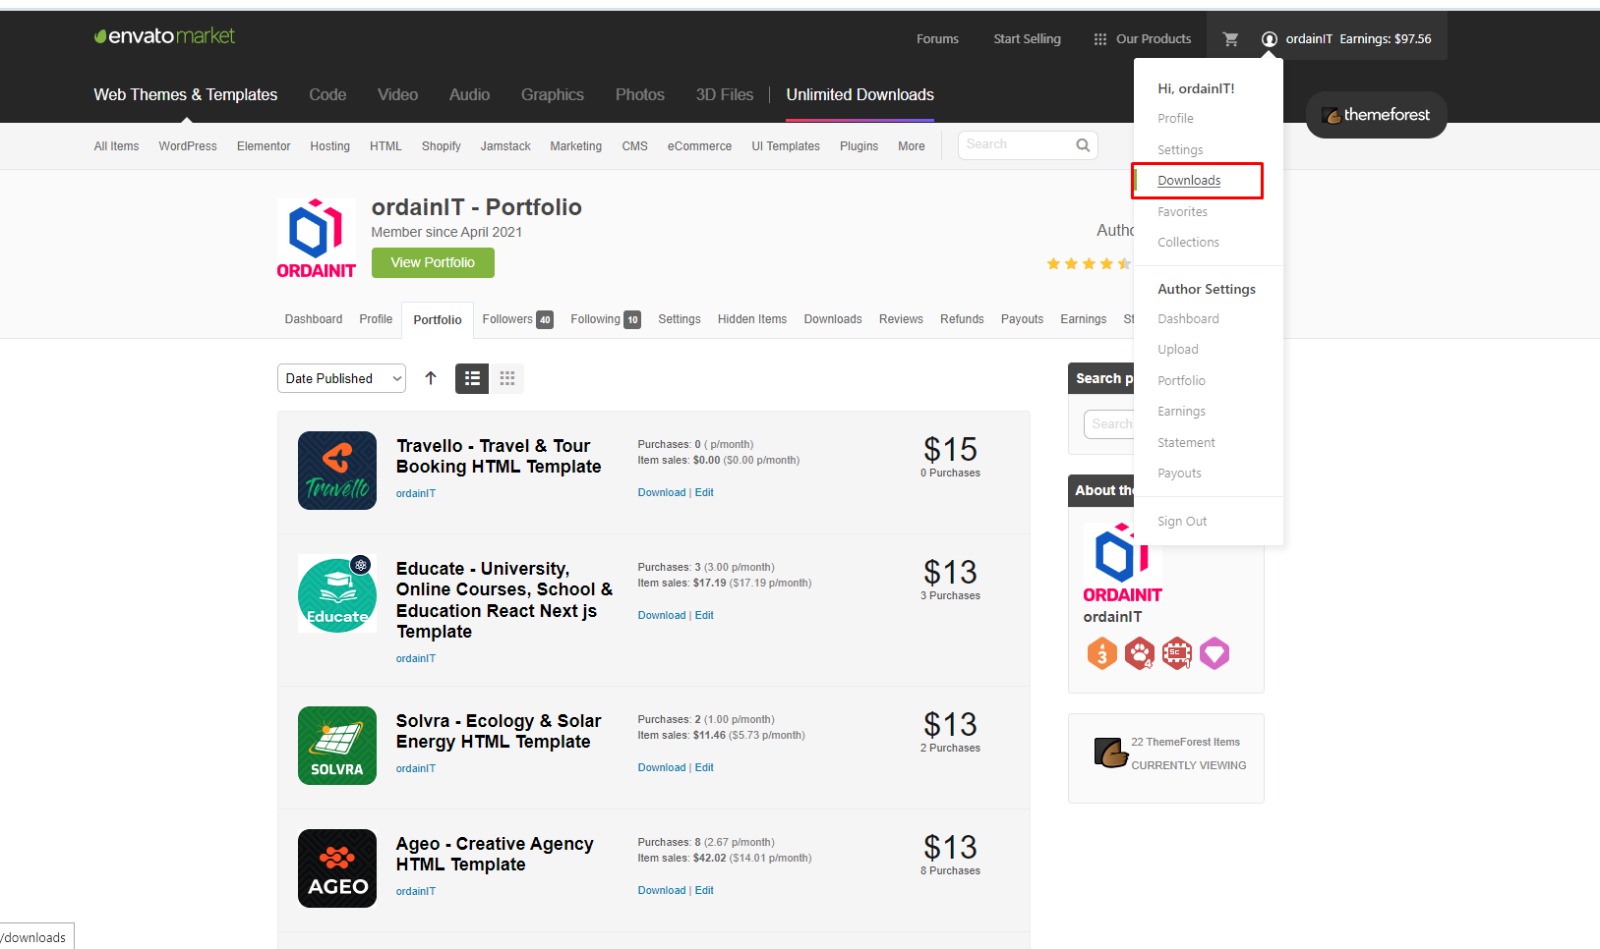 envatomarket
Forums Start Selling Our Products ordainIT Earnings: $97.56
Web Themes & Templates Code Video Audio Graphics Photos 3D Files Unlimited Downloads
themeforest
All Items WordPress Elementor Hosting HTML Shopify Jamstack Marketing CMS eCommerce UI Templates Plugins More Search
Hi, ordainIT!
Profile
Settings
Downloads
Favorites
Collections
Author Settings
Dashboard
Upload
Portfolio
Earnings
Statement
Payouts
Sign Out
ORDAINIT
ordainIT - Portfolio
Member since April 2021
View Portfolio
Dashboard Profile Portfolio Followers 40 Following 10 Settings Hidden Items Downloads Reviews Refunds Payouts Earnings
Date Published
Travello
Travello - Travel & Tour
Booking HTML Template
ordainIT
Purchases: 0 ( p/month)
Item sales: $0.00 ($0.00 p/month)
Download | Edit
$15
0 Purchases
Educate
Educate - University,
Online Courses, School &
Education React Next js
Template
ordainIT
Purchases: 3 (3.00 p/month)
Item sales: $17.19 ($17.19 p/month)
Download | Edit
$13
3 Purchases
SOLVRA
Solvra - Ecology & Solar
Energy HTML Template
ordainIT
Purchases: 2 (1.00 p/month)
Item sales: $11.46 ($5.73 p/month)
Download | Edit
$13
2 Purchases
AGEO
Ageo - Creative Agency
HTML Template
ordainIT
Purchases: 8 (2.67 p/month)
Item sales: $42.02 ($14.01 p/month)
Download | Edit
$13
8 Purchases
Search
Search
About
ORDAINIT
ordainIT
3 4 SC 1
22 ThemeForest Items
CURRENTLY VIEWING
/downloads